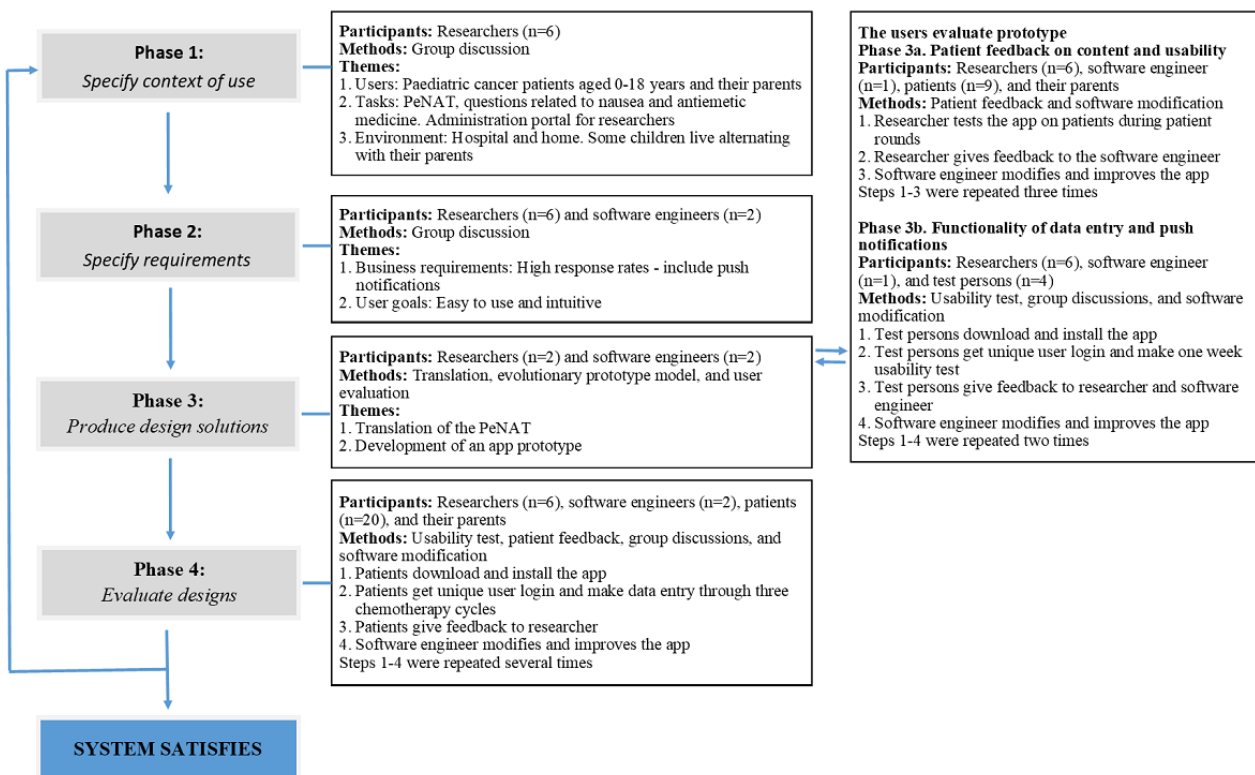 Phase 1:
Specify context of use
Participants: Researchers (n=6)
Methods: Group discussion
Themes:
1. Users: Paediatric cancer patients aged 0-18 years and their parents
2. Tasks: PeNAT, questions related to nausea and antiemetic
medicine. Administration portal for researchers
3. Environment: Hospital and home. Some children live alternating
with their parents
Phase 2:
Specify requirements
Participants: Researchers (n=6) and software engineers (n=2)
Methods: Group discussion
Themes:
1. Business requirements: High response rates - include push
notifications
2. User goals: Easy to use and intuitive
Phase 3:
Produce design solutions
Participants: Researchers (n=2) and software engineers (n=2)
Methods: Translation, evolutionary prototype model, and user
evaluation
Themes:
1. Translation of the PeNAT
2. Development of an app prototype
The users evaluate prototype
Phase 3a. Patient feedback on content and usability
Participants: Researchers (n=6), software engineer
(n=1), patients (n=9), and their parents
Methods: Patient feedback and software modification
1. Researcher tests the app on patients during patient
rounds
2. Researcher gives feedback to the software engineer
3. Software engineer modifies and improves the app
Steps 1-3 were repeated three times
Phase 3b. Functionality of data entry and push
notifications
Participants: Researchers (n=6), software engineer
(n=1), and test persons (n=4)
Methods: Usability test, group discussions, and software
modification
1. Test persons download and install the app
2. Test persons get unique user login and make one week
usability test
3. Test persons give feedback to researcher and software
engineer
4. Software engineer modifies and improves the app
Steps 1-4 were repeated two times
Phase 4:
Evaluate designs
Participants: Researchers (n=6), software engineers (n=2), patients
(n=20), and their parents
Methods: Usability test, patient feedback, group discussions, and
software modification
1. Patients download and install the app
2. Patients get unique user login and make data entry through three
chemotherapy cycles
3. Patients give feedback to researcher
4. Software engineer modifies and improves the app
Steps 1-4 were repeated several times
SYSTEM SATISFIES